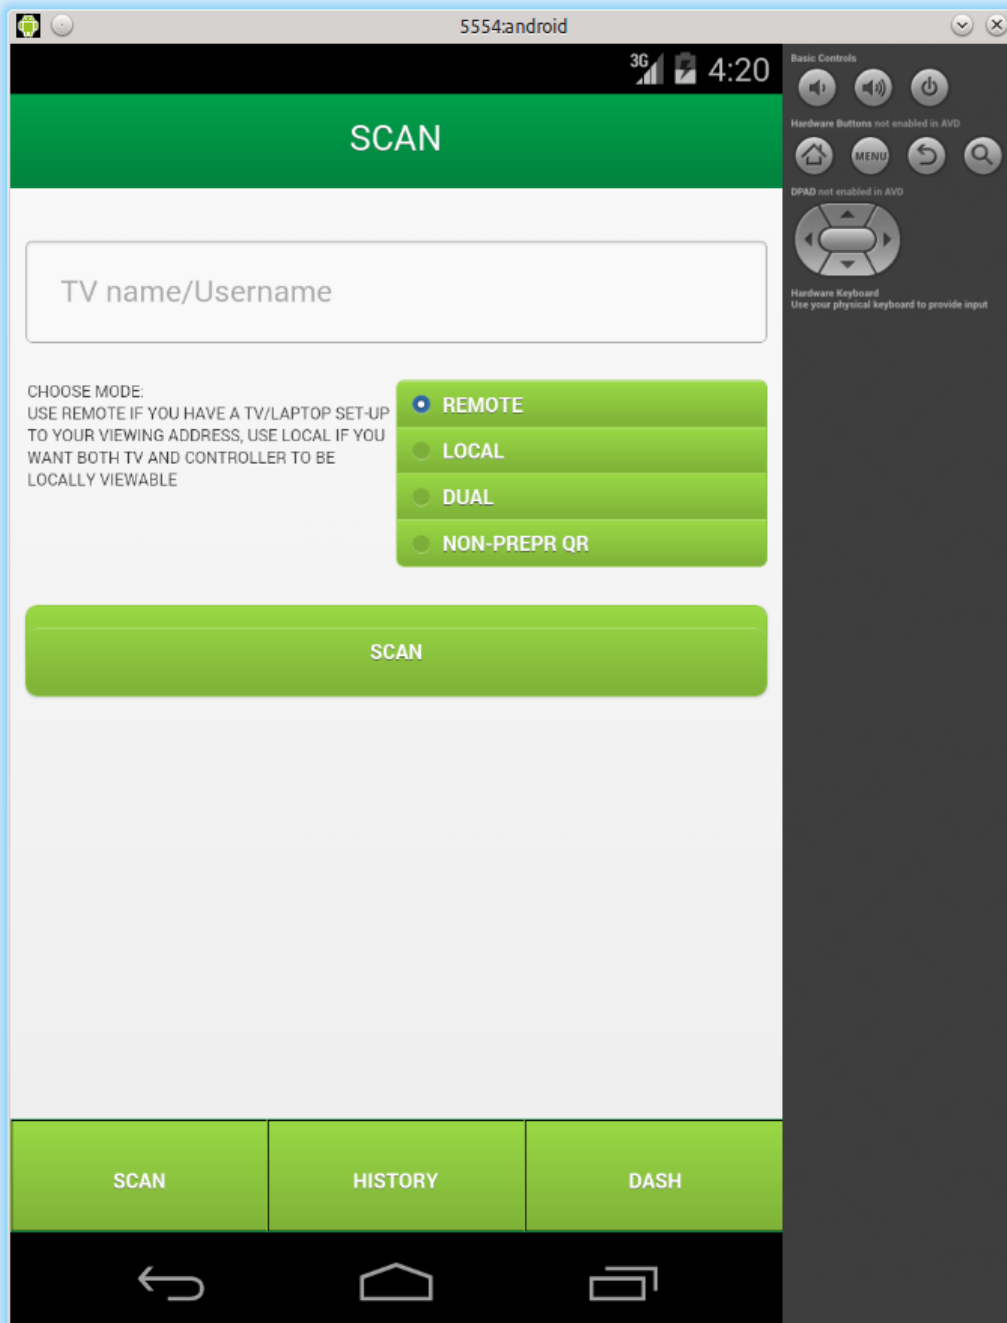 5554:android
3G 4:20
SCAN
TV name/Username
CHOOSE MODE:
USE REMOTE IF YOU HAVE A TV/LAPTOP SET-UP
TO YOUR VIEWING ADDRESS, USE LOCAL IF YOU
WANT BOTH TV AND CONTROLLER TO BE
LOCALLY VIEWABLE
REMOTE
LOCAL
DUAL
NON-PREPR QR
SCAN
SCAN
HISTORY
DASH
Basic Controls
Hardware Buttons not enabled in AVD
MENU
DPAD not enabled in AVD
Hardware Keyboard
Use your physical keyboard to provide input